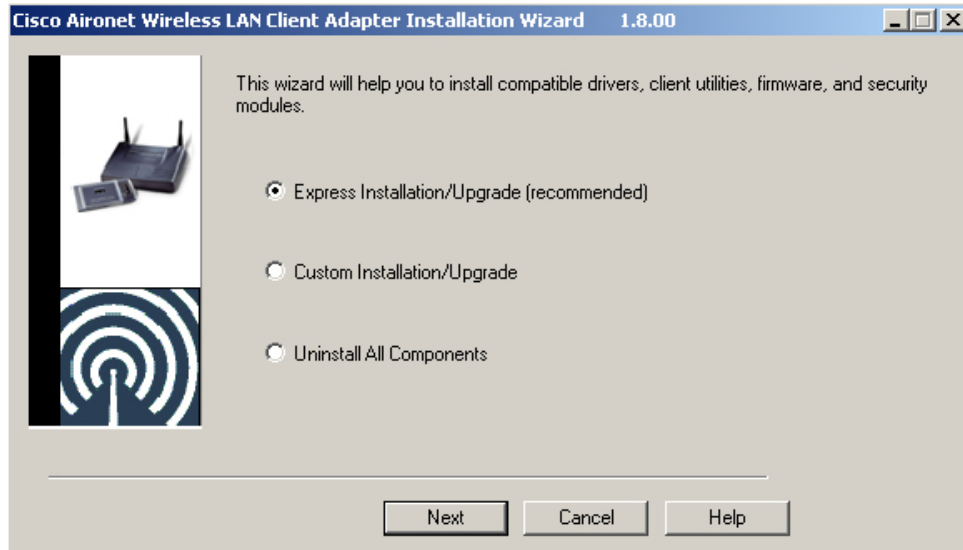 Cisco Aironet Wireless LAN Client Adapter Installation Wizard 1.8.00
This wizard will help you to install compatible drivers, client utilities, firmware, and security
modules.
Express Installation/Upgrade (recommended)
Custom Installation/Upgrade
Uninstall All Components
Next Cancel Help